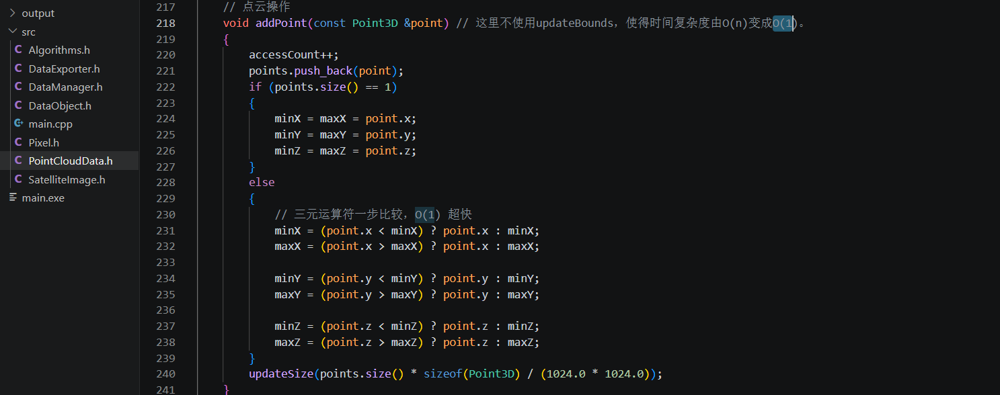 output
src
Algorithms.h
DataExporter.h
DataManager.h
DataObject.h
main.cpp
Pixel.h
PointCloudData.h
SatelliteImage.h
main.exe
217 // 点云操作
218 void addPoint(const Point3D &point) // 这里不使用updateBounds，使得时间复杂度由O(n)变成O(1)。
219 {
220 accessCount++;
221 points.push_back(point);
222 if (points.size() == 1)
223 {
224 minX = maxX = point.x;
225 minY = maxY = point.y;
226 minZ = maxZ = point.z;
227 }
228 else
229 {
230 // 三元运算符一步比较，O(1) 超快
231 minX = (point.x < minX) ? point.x : minX;
232 maxX = (point.x > maxX) ? point.x : maxX;
233
234 minY = (point.y < minY) ? point.y : minY;
235 maxY = (point.y > maxY) ? point.y : maxY;
236
237 minZ = (point.z < minZ) ? point.z : minZ;
238 maxZ = (point.z > maxZ) ? point.z : maxZ;
239 }
240 updateSize(points.size() * sizeof(Point3D) / (1024.0 * 1024.0));
241 }